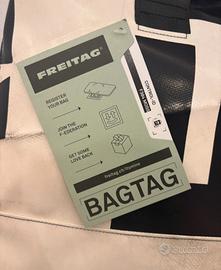 FREITAG
REGISTER
YOUR BAG
JOIN THE
F-EDERATION
GET SOME
LOVE BACK
BAGTAG